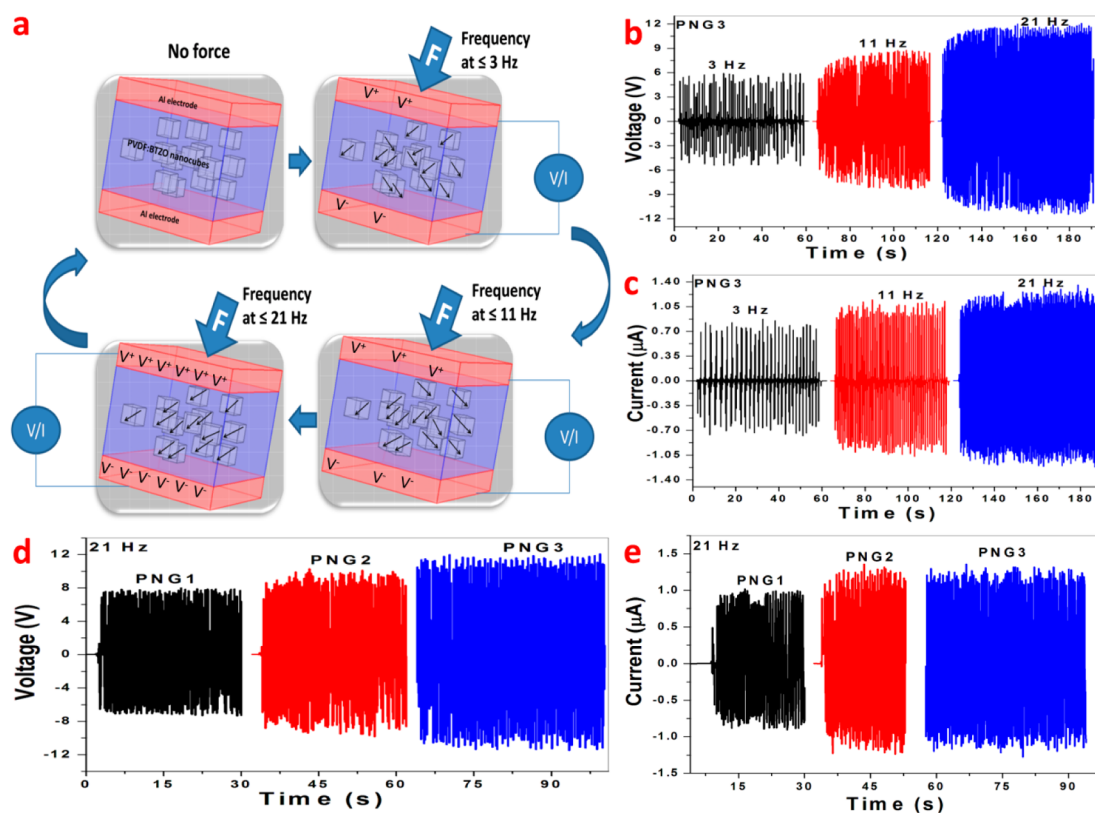 a
No force
Al electrode
PVDF:BTZO nanocubes
Al electrode
F
Frequency
at ≤ 3 Hz
V⁺ V⁺
V⁻ V⁻
V/I
F
Frequency
at ≤ 21 Hz
V⁺ V⁺ V⁺ V⁺ V⁺ V⁺
V⁻ V⁻ V⁻ V⁻ V⁻ V⁻
V/I
F
Frequency
at ≤ 11 Hz
V⁺ V⁺ V⁺
V⁻ V⁻ V⁻
V/I
b
PNG3
3 Hz
11 Hz
21 Hz
Voltage (V)
12
9
6
3
0
-3
-6
-9
-12
0 20 40 60 80 100 120 140 160 180
Time (s)
c
PNG3
3 Hz
11 Hz
21 Hz
Current (µA)
1.40
1.05
0.70
0.35
0.00
-0.35
-0.70
-1.05
-1.40
0 20 40 60 80 100 120 140 160 180
Time (s)
d
21 Hz
PNG1
PNG2
PNG3
Voltage (V)
12
8
4
0
-4
-8
-12
0 15 30 45 60 75 90
Time (s)
e
21 Hz
PNG1
PNG2
PNG3
Current (µA)
1.5
1.0
0.5
0.0
-0.5
-1.0
-1.5
15 30 45 60 75 90
Time (s)